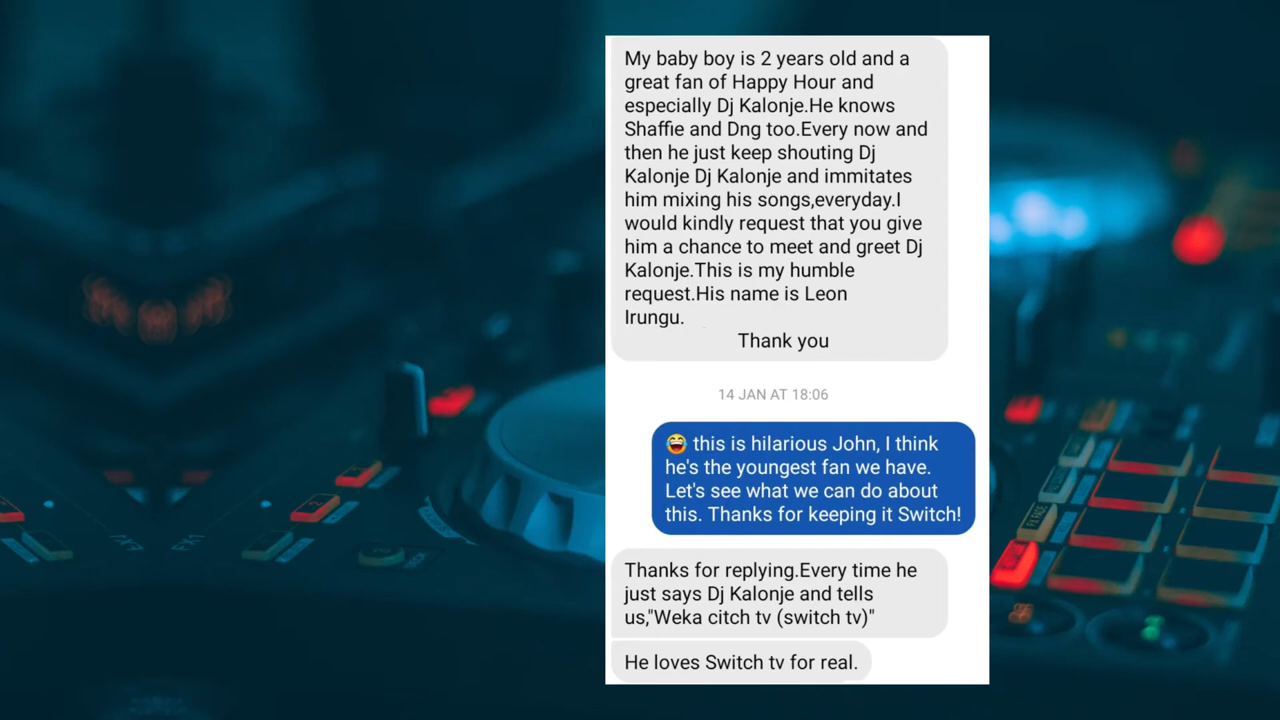 My baby boy is 2 years old and a
great fan of Happy Hour and
especially Dj Kalonje.He knows
Shaffie and Dng too.Every now and
then he just keep shouting Dj
Kalonje Dj Kalonje and immitates
him mixing his songs,everyday.I
would kindly request that you give
him a chance to meet and greet Dj
Kalonje.This is my humble
request.His name is Leon
Irungu.
Thank you
14 JAN AT 18:06
😂 this is hilarious John, I think
he's the youngest fan we have.
Let's see what we can do about
this. Thanks for keeping it Switch!
Thanks for replying.Every time he
just says Dj Kalonje and tells
us,"Weka citch tv (switch tv)"
He loves Switch tv for real.